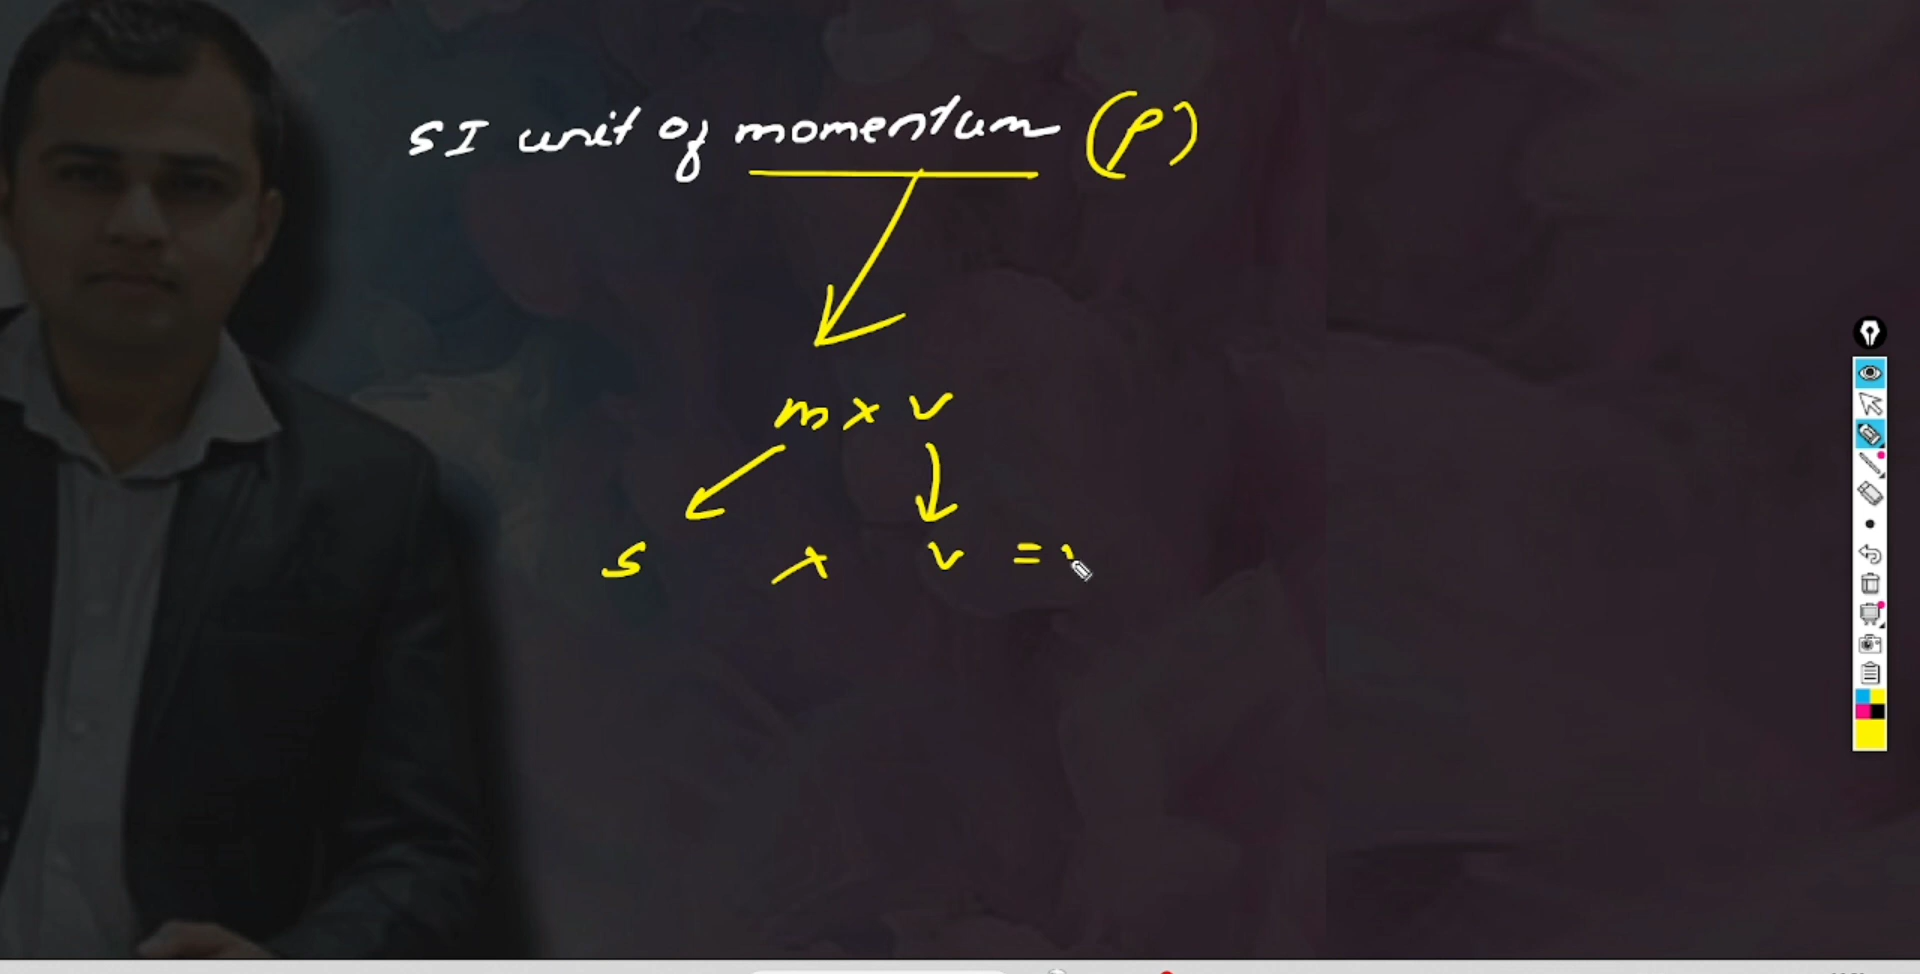 SI unit of momentum (p)
m x v
s x v =